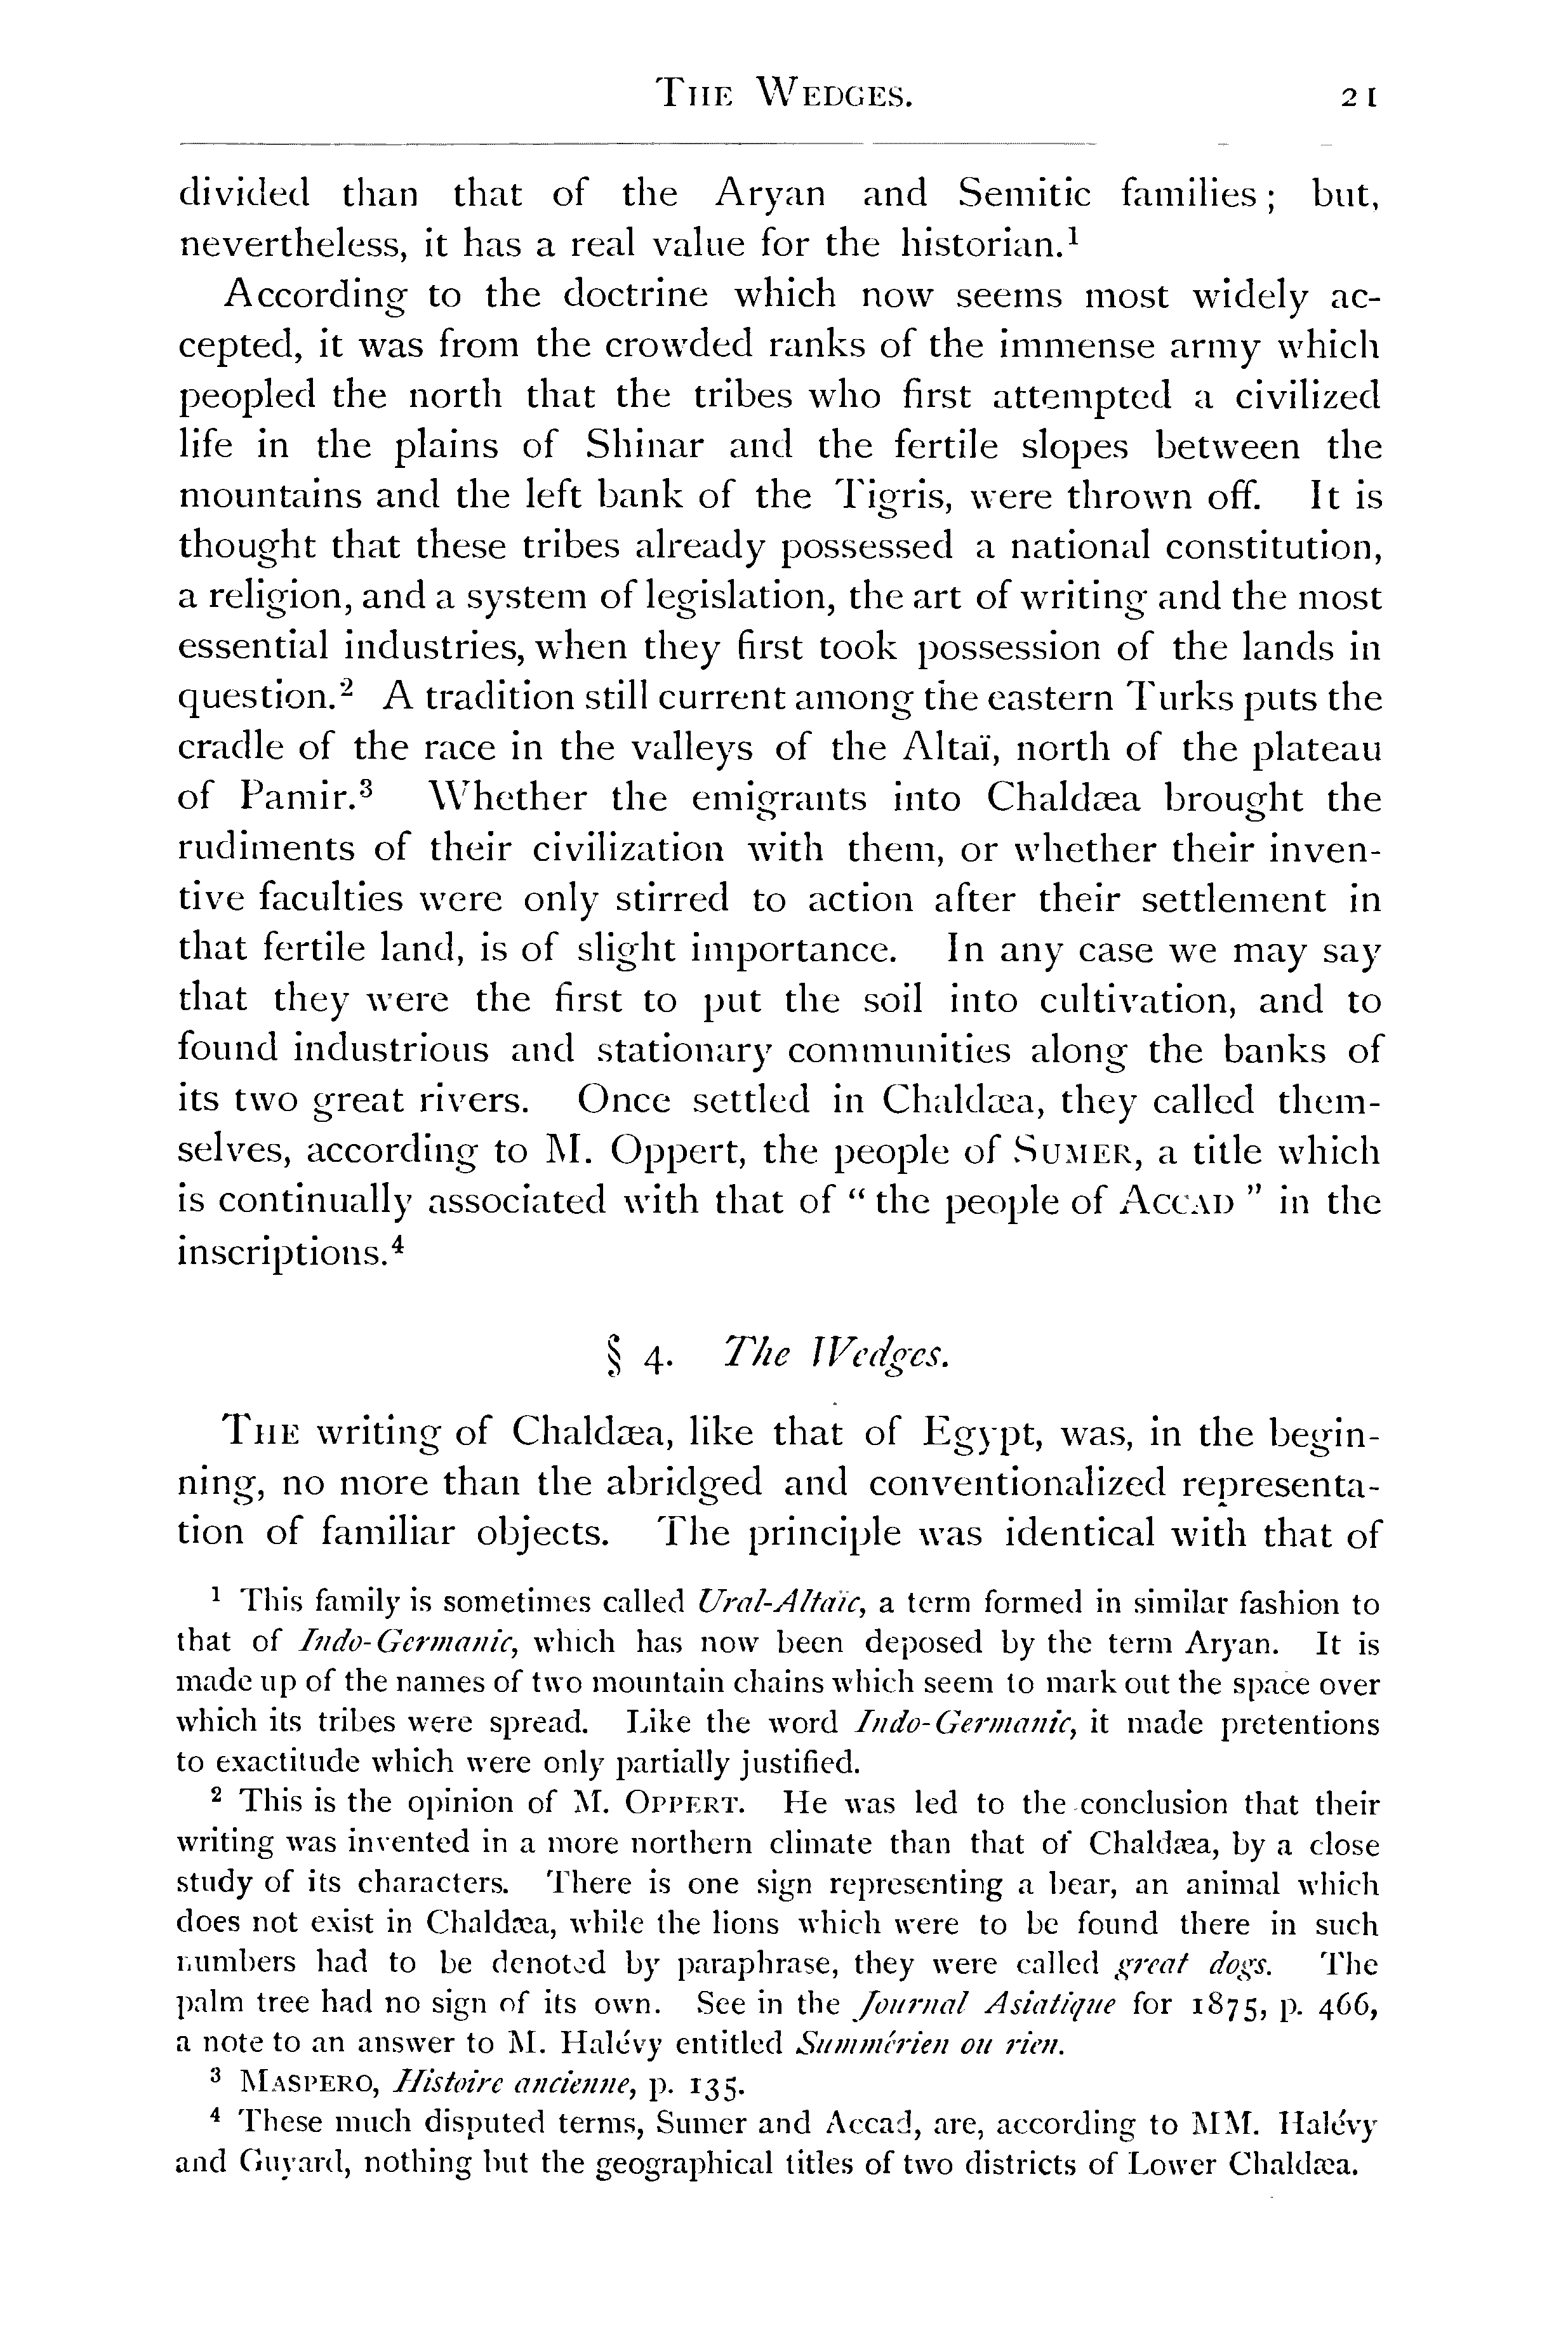 THE WEDGES. 21
divided than that of the Aryan and Semitic families; but,
nevertheless, it has a real value for the historian.¹
According to the doctrine which now seems most widely ac-
cepted, it was from the crowded ranks of the immense army which
peopled the north that the tribes who first attempted a civilized
life in the plains of Shinar and the fertile slopes between the
mountains and the left bank of the Tigris, were thrown off. It is
thought that these tribes already possessed a national constitution,
a religion, and a system of legislation, the art of writing and the most
essential industries, when they first took possession of the lands in
question.² A tradition still current among the eastern Turks puts the
cradle of the race in the valleys of the Altaï, north of the plateau
of Pamir.³ Whether the emigrants into Chaldæa brought the
rudiments of their civilization with them, or whether their inven-
tive faculties were only stirred to action after their settlement in
that fertile land, is of slight importance. In any case we may say
that they were the first to put the soil into cultivation, and to
found industrious and stationary communities along the banks of
its two great rivers. Once settled in Chaldæa, they called them-
selves, according to M. Oppert, the people of SUMER, a title which
is continually associated with that of “the people of ACCAD” in the
inscriptions.⁴
§ 4. The Wedges.
THE writing of Chaldæa, like that of Egypt, was, in the begin-
ning, no more than the abridged and conventionalized representa-
tion of familiar objects. The principle was identical with that of
¹ This family is sometimes called Ural-Altaïc, a term formed in similar fashion to
that of Indo-Germanic, which has now been deposed by the term Aryan. It is
made up of the names of two mountain chains which seem to mark out the space over
which its tribes were spread. Like the word Indo-Germanic, it made pretentions
to exactitude which were only partially justified.
² This is the opinion of M. OPPERT. He was led to the conclusion that their
writing was invented in a more northern climate than that of Chaldæa, by a close
study of its characters. There is one sign representing a bear, an animal which
does not exist in Chaldæa, while the lions which were to be found there in such
numbers had to be denoted by paraphrase, they were called great dogs. The
palm tree had no sign of its own. See in the Journal Asiatique for 1875, p. 466,
a note to an answer to M. Halévy entitled Summérien ou rien.
³ MASPERO, Histoire ancienne, p. 135.
⁴ These much disputed terms, Sumer and Accad, are, according to MM. Halévy
and Guyard, nothing but the geographical titles of two districts of Lower Chaldæa.